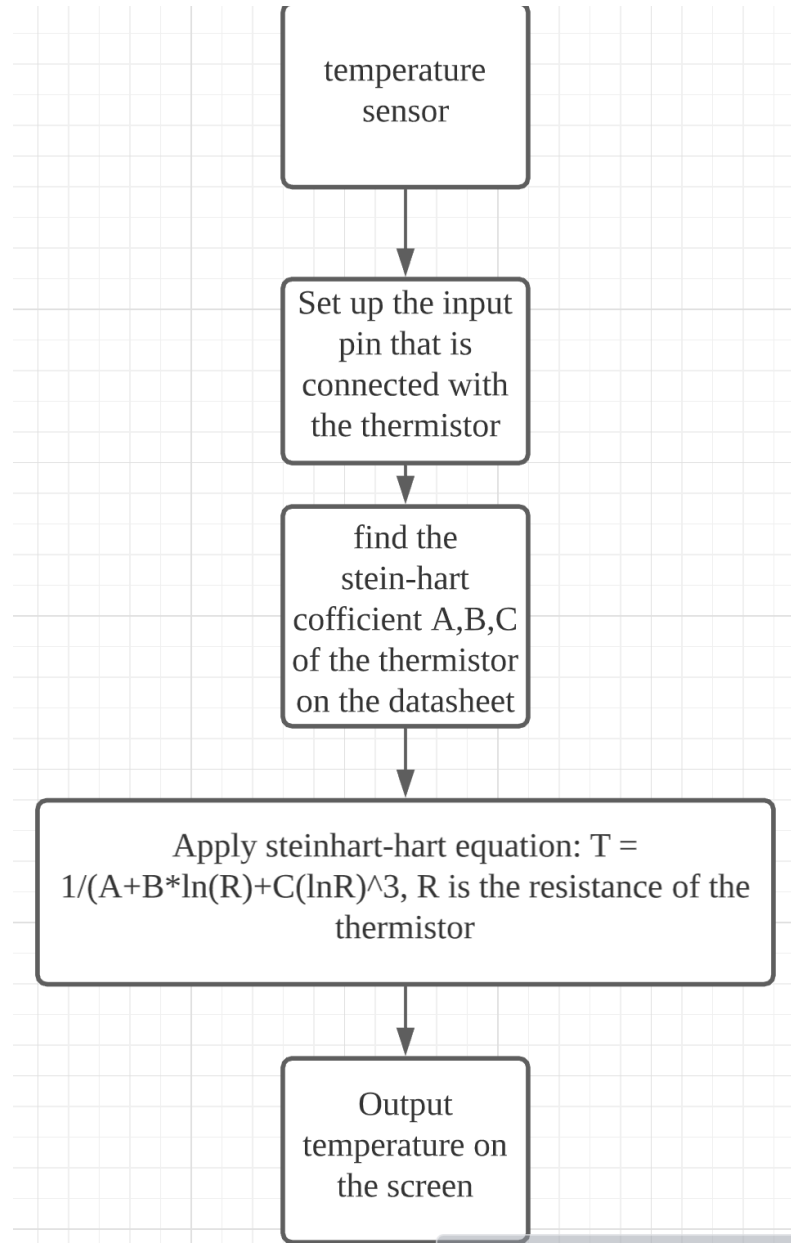 temperature
sensor
Set up the input
pin that is
connected with
the thermistor
find the
stein-hart
cofficient A,B,C
of the thermistor
on the datasheet
Apply steinhart-hart equation: T =
1/(A+B*ln(R)+C(lnR)^3, R is the resistance of the
thermistor
Output
temperature on
the screen